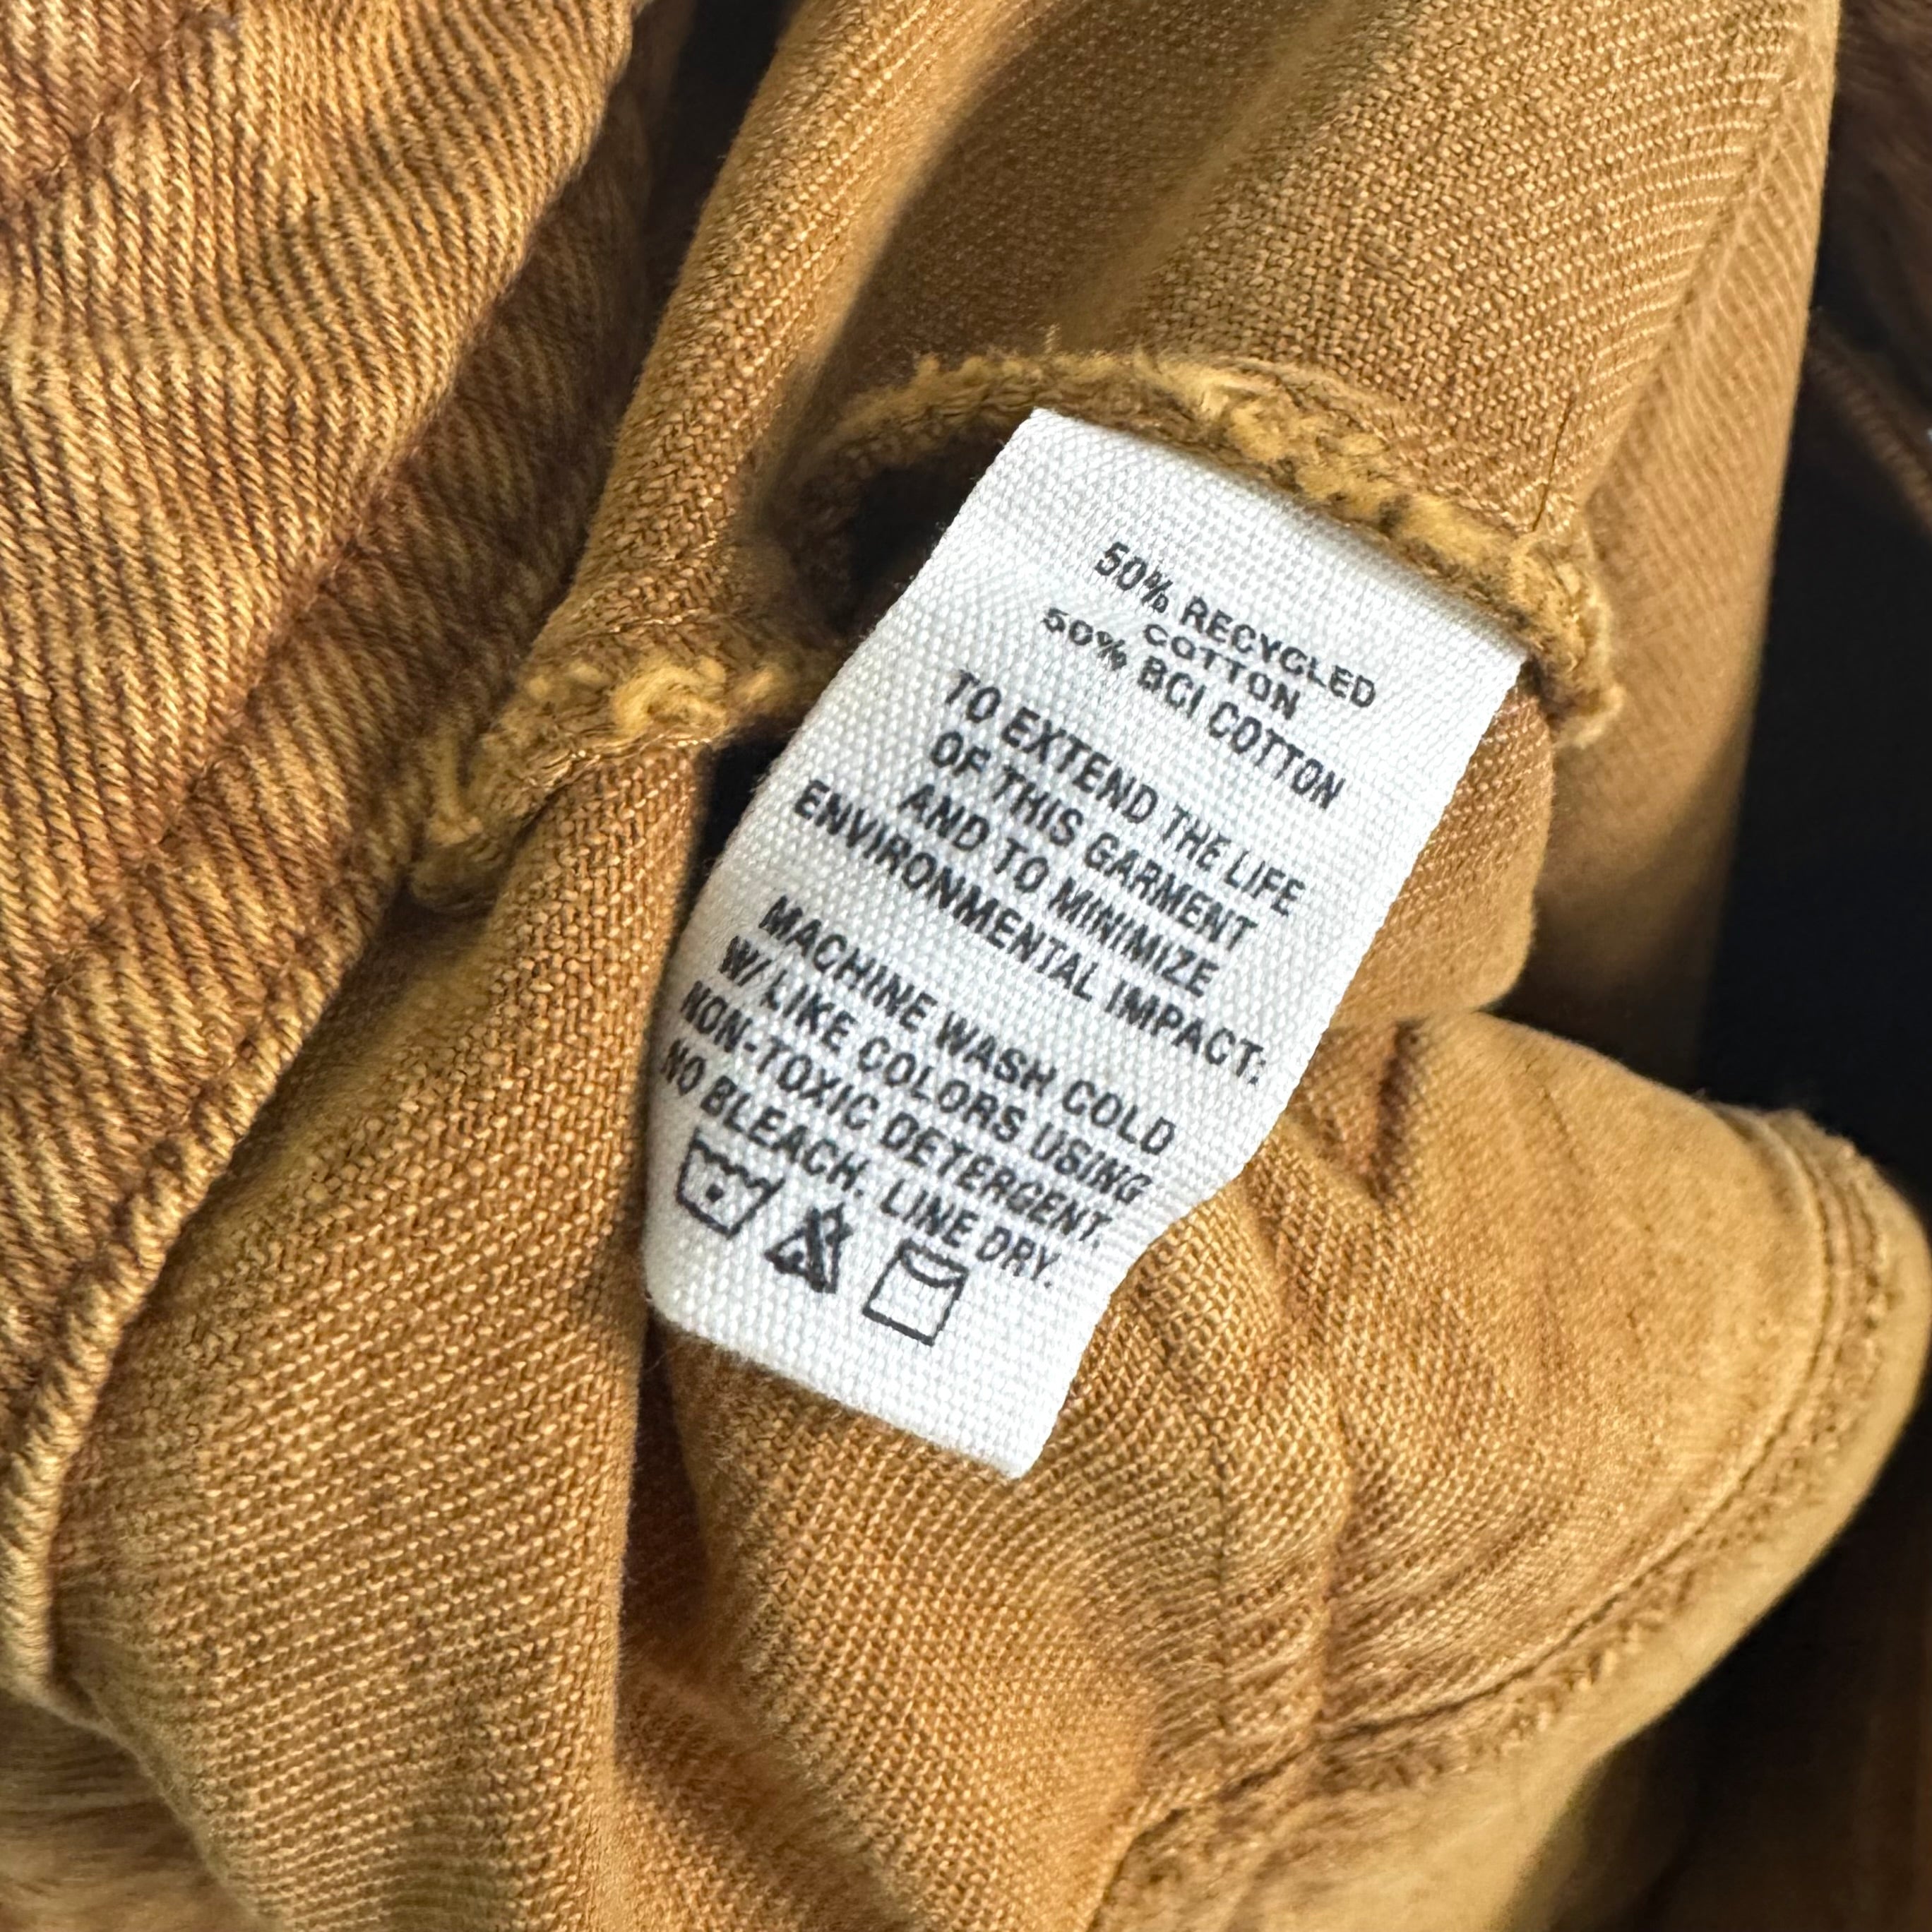 50% RECYCLED
COTTON
50% BCI COTTON
TO EXTEND THE LIFE
OF THIS GARMENT
AND TO MINIMIZE
ENVIRONMENTAL IMPACT:
MACHINE WASH COLD
W/ LIKE COLORS USING
NON-TOXIC DETERGENT.
NO BLEACH. LINE DRY.